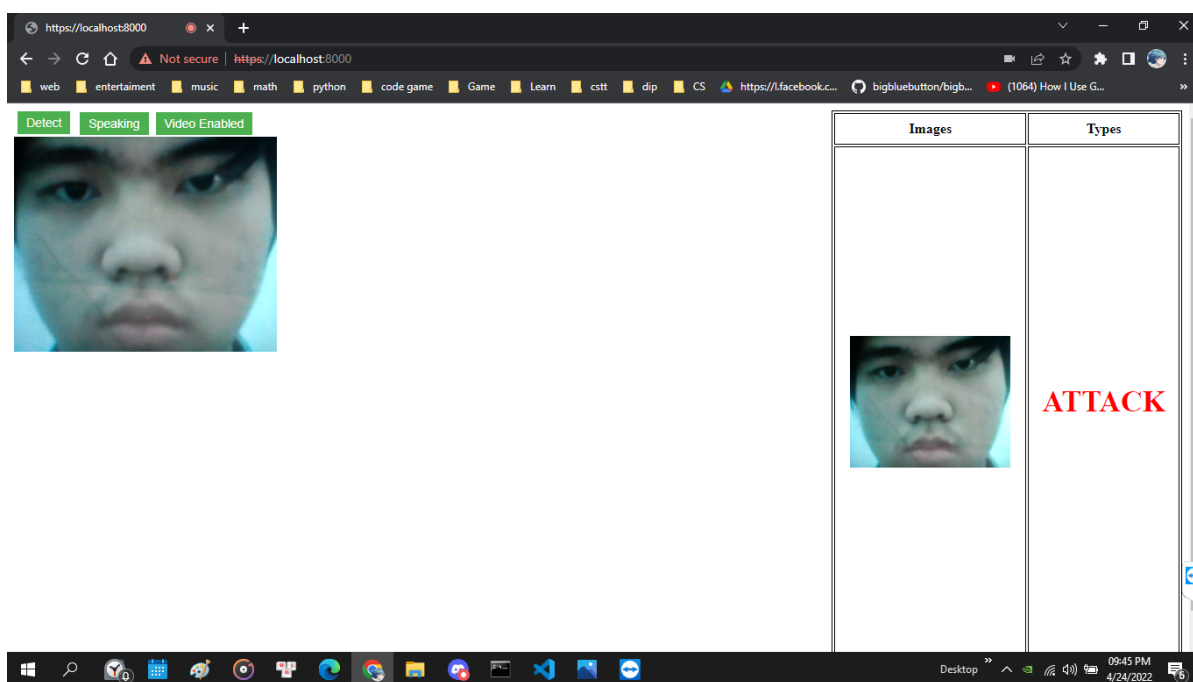 https://localhost:8000
Not secure https://localhost:8000
web entertaiment music math python code game Game Learn cstt dip CS https://l.facebook.c... bigbluebutton/bigb... (1064) How I Use G... »
Detect Speaking Video Enabled
Images Types
ATTACK
Desktop » 09:45 PM
4/24/2022 6